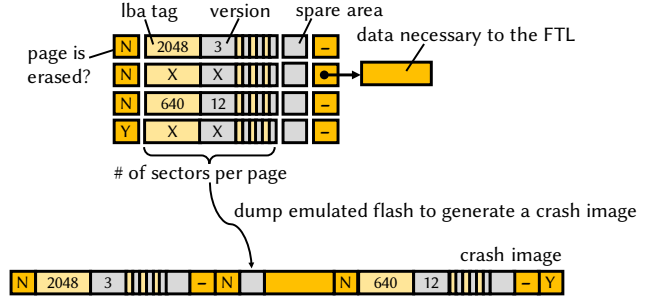 lba tag version spare area
data necessary to the FTL
page is
erased?
N 2048 3 –
N X X
N 640 12 –
Y X X –
# of sectors per page
dump emulated flash to generate a crash image
crash image
N 2048 3 – N N 640 12 – Y